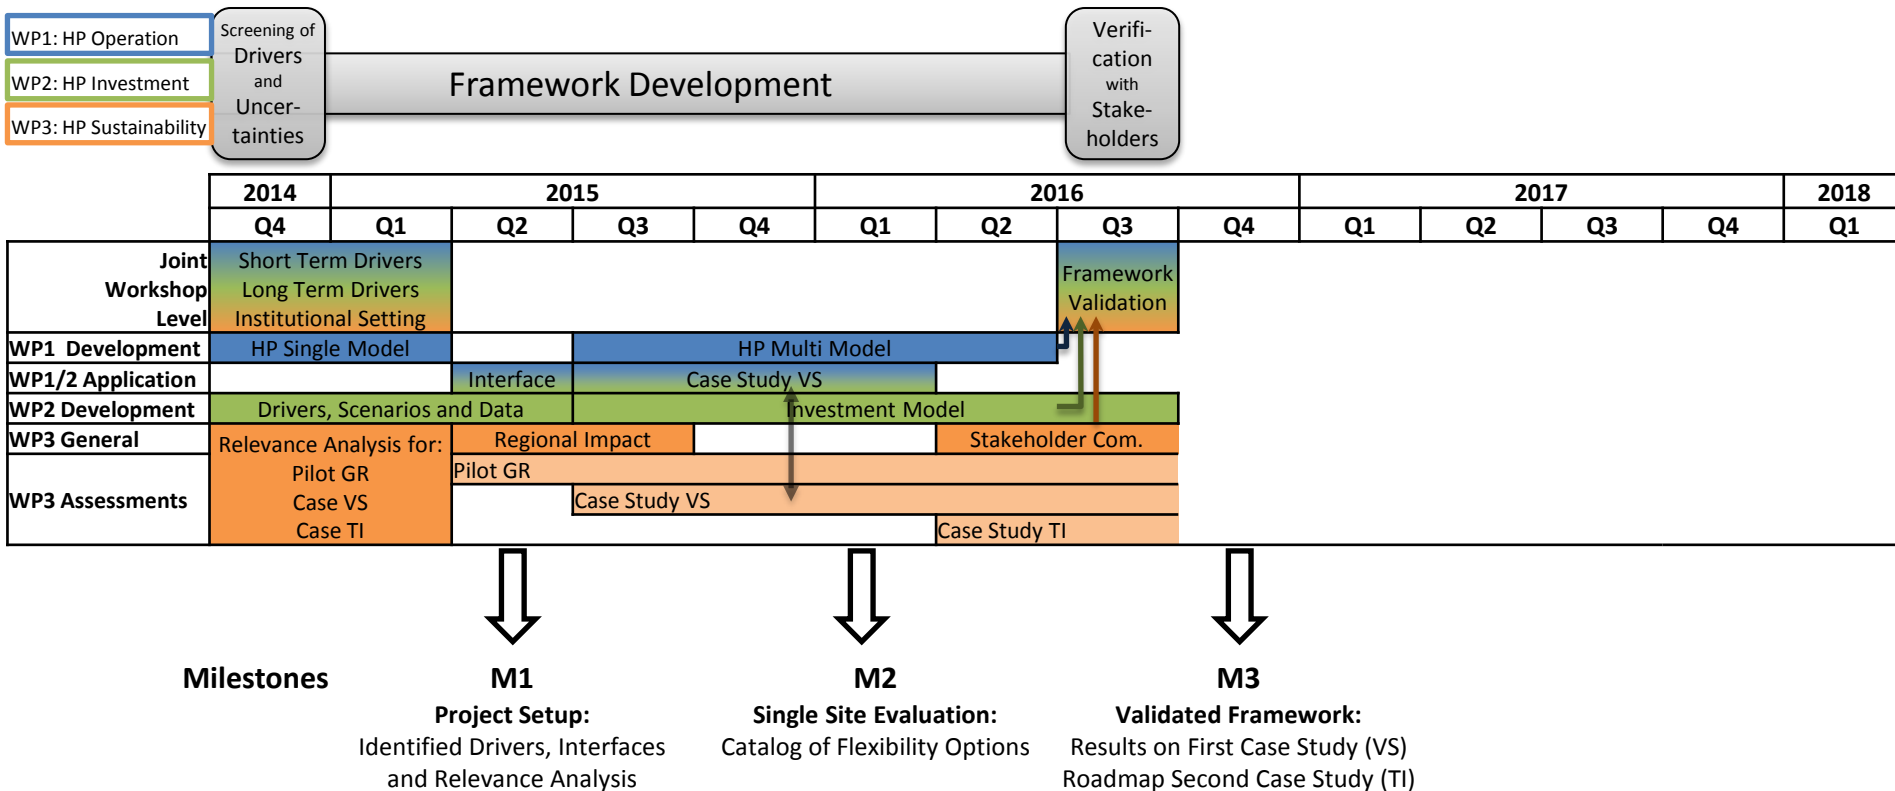 WP1: HP Operation
WP2: HP Investment
WP3: HP Sustainability
Screening of
Drivers
and
Uncer-
tainties
Framework Development
Verifi-
cation
with
Stake-
holders
2014 2015 2016 2017 2018
Q4 Q1 Q2 Q3 Q4 Q1 Q2 Q3 Q4 Q1 Q2 Q3 Q4 Q1
Joint
Workshop
Level
Short Term Drivers
Long Term Drivers
Institutional Setting
Framework
Validation
WP1 Development HP Single Model HP Multi Model
WP1/2 Application Interface Case Study VS
WP2 Development Drivers, Scenarios and Data Investment Model
WP3 General Regional Impact Stakeholder Com.
WP3 Assessments
Relevance Analysis for:
Pilot GR
Case VS
Case TI
Pilot GR
Case Study VS
Case Study TI
Milestones
M1
Project Setup:
Identified Drivers, Interfaces
and Relevance Analysis
M2
Single Site Evaluation:
Catalog of Flexibility Options
M3
Validated Framework:
Results on First Case Study (VS)
Roadmap Second Case Study (TI)